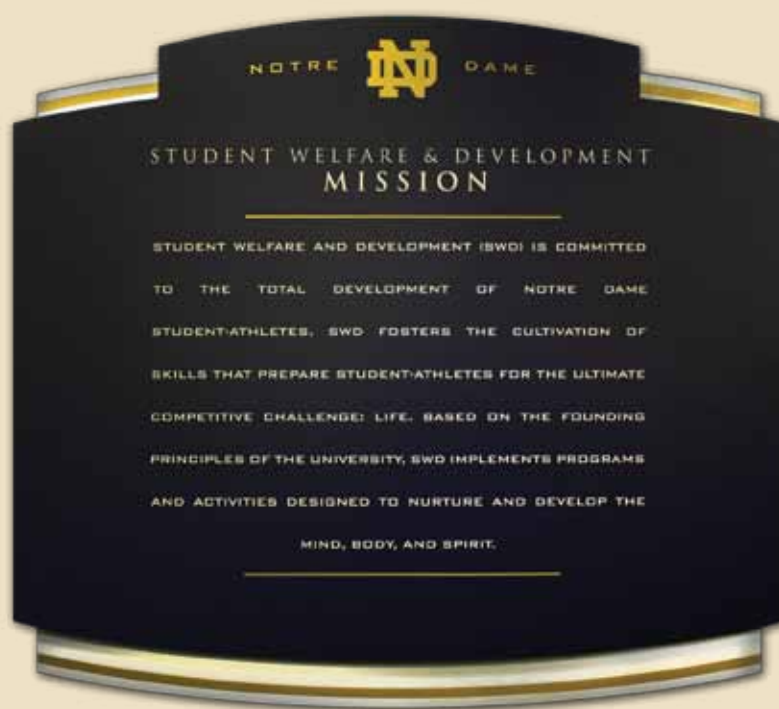 NOTRE ND DAME
STUDENT WELFARE & DEVELOPMENT
MISSION
STUDENT WELFARE AND DEVELOPMENT (SWD) IS COMMITTED
TO THE TOTAL DEVELOPMENT OF NOTRE DAME
STUDENT-ATHLETES. SWD FOSTERS THE CULTIVATION OF
SKILLS THAT PREPARE STUDENT-ATHLETES FOR THE ULTIMATE
COMPETITIVE CHALLENGE: LIFE. BASED ON THE FOUNDING
PRINCIPLES OF THE UNIVERSITY, SWD IMPLEMENTS PROGRAMS
AND ACTIVITIES DESIGNED TO NURTURE AND DEVELOP THE
MIND, BODY, AND SPIRIT.